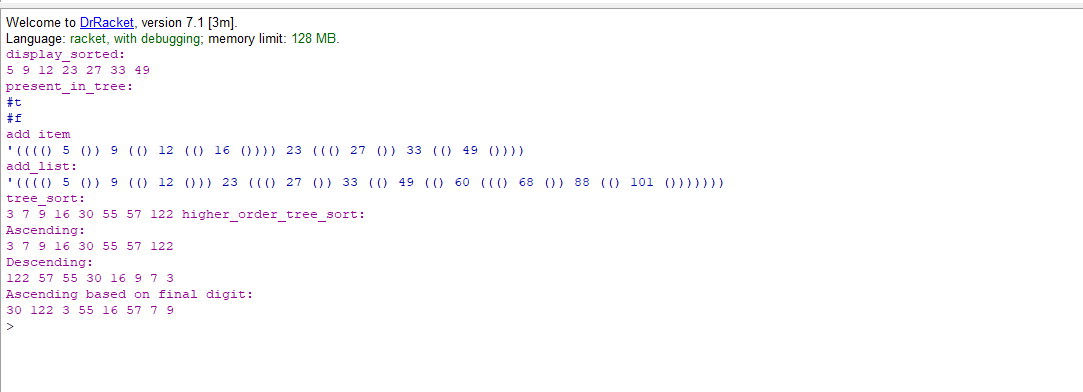 Welcome to DrRacket, version 7.1 [3m].
Language: racket, with debugging; memory limit: 128 MB.
display_sorted:
5 9 12 23 27 33 49
present_in_tree:
#t
#f
add item
'(((() 5 ()) 9 (() 12 (() 16 ()))) 23 ((() 27 ()) 33 (() 49 ())))
add_list:
'(((() 5 ()) 9 (() 12 ())) 23 ((() 27 ()) 33 (() 49 (() 60 ((() 68 ()) 88 (() 101 ()))))))
tree_sort:
3 7 9 16 30 55 57 122 higher_order_tree_sort:
Ascending:
3 7 9 16 30 55 57 122
Descending:
122 57 55 30 16 9 7 3
Ascending based on final digit:
30 122 3 55 16 57 7 9
>